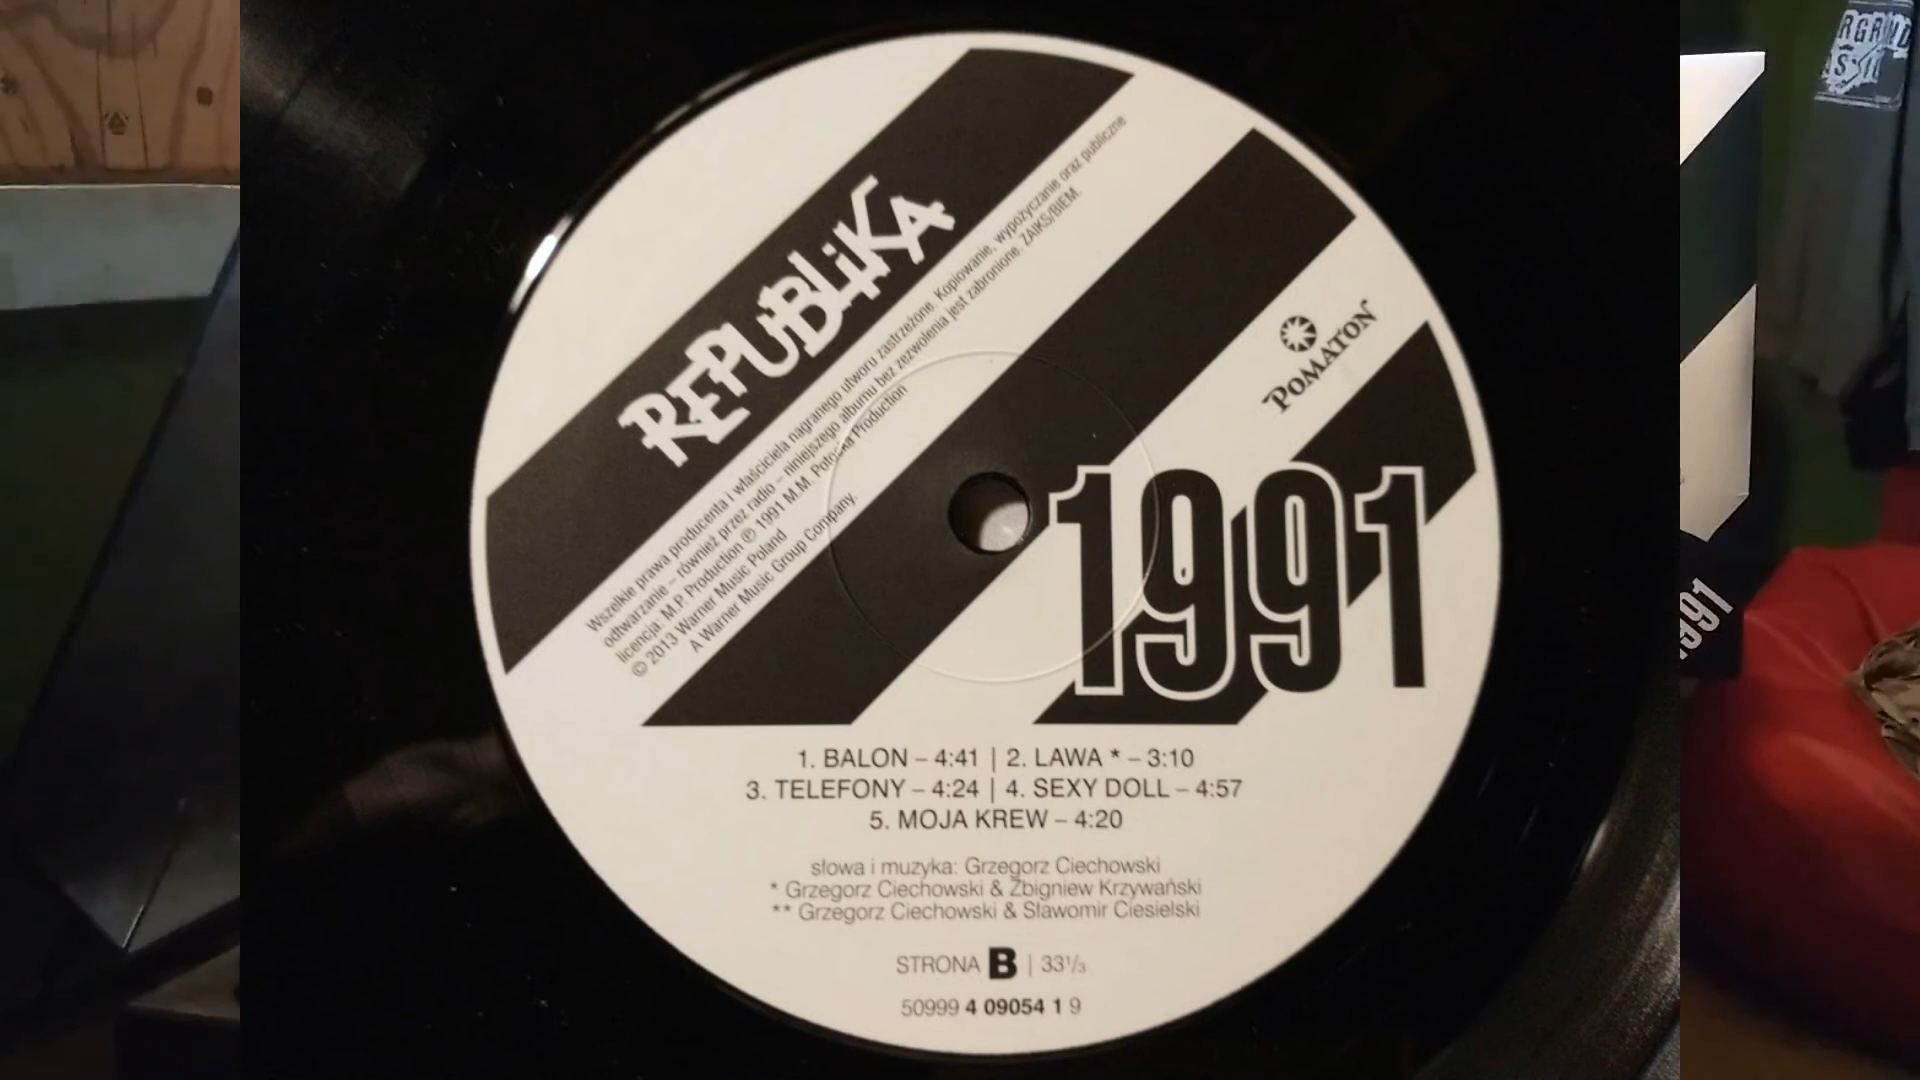 REPUBLIKA
Wszelkie prawa producenta i właściciela nagranego utworu zastrzeżone. Kopiowanie, wypożyczanie oraz publiczne
odtwarzanie – również przez radio – niniejszego albumu bez zezwolenia jest zabronione. ZAIKS/BIEM.
licencja: M.P. Production ℗ 1991 M.M. Potocka Production
© 2013 Warner Music Poland
A Warner Music Group Company.
POMATON
1991
1. BALON – 4:41 | 2. LAWA * – 3:10
3. TELEFONY – 4:24 | 4. SEXY DOLL – 4:57
5. MOJA KREW – 4:20
słowa i muzyka: Grzegorz Ciechowski
* Grzegorz Ciechowski & Zbigniew Krzywański
** Grzegorz Ciechowski & Sławomir Ciesielski
STRONA B | 33⅓
50999 4 09054 1 9
1991